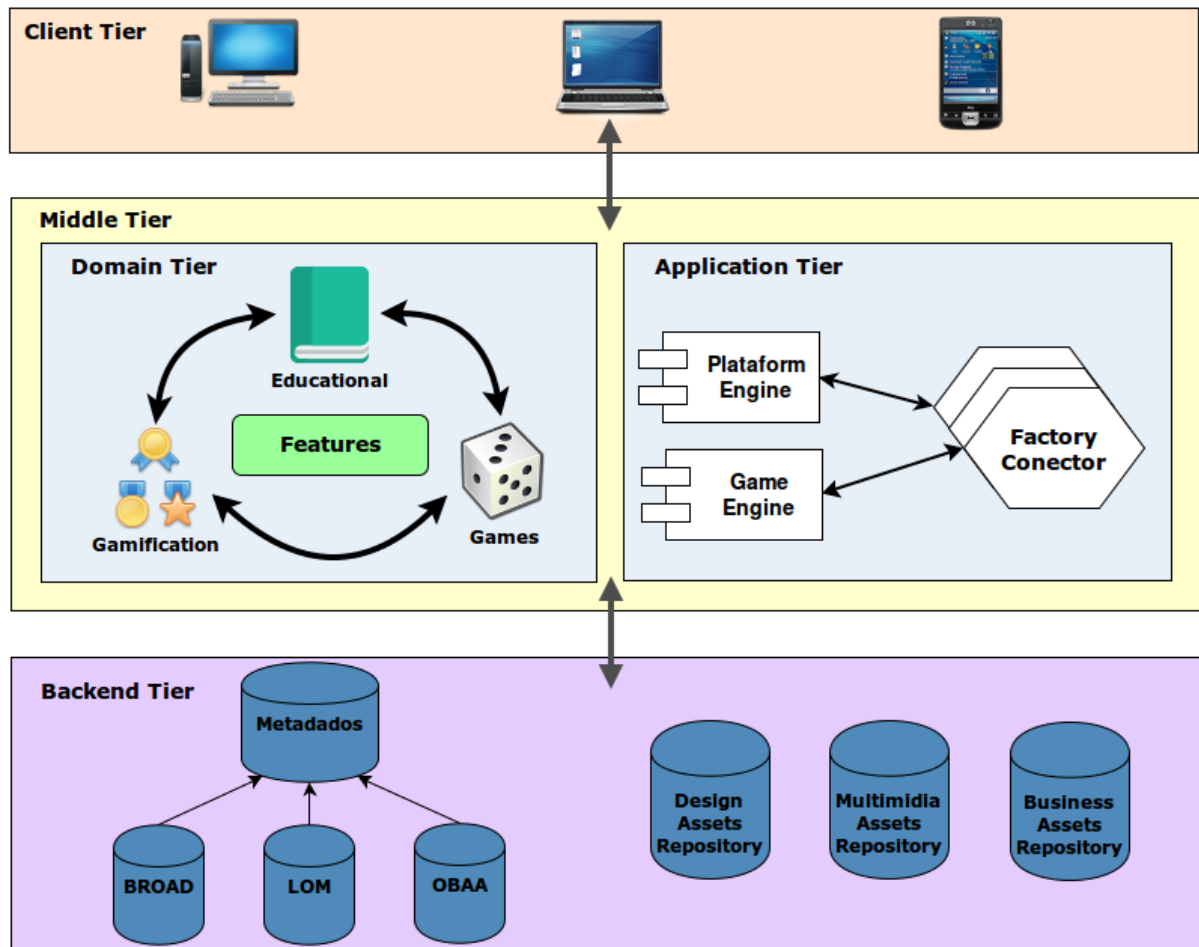 Client Tier
Middle Tier
Domain Tier
Educational
Features
Gamification
Games
Application Tier
Plataform
Engine
Game
Engine
Factory
Conector
Backend Tier
Metadados
BROAD
LOM
OBAA
Design
Assets
Repository
Multimidia
Assets
Repository
Business
Assets
Repository